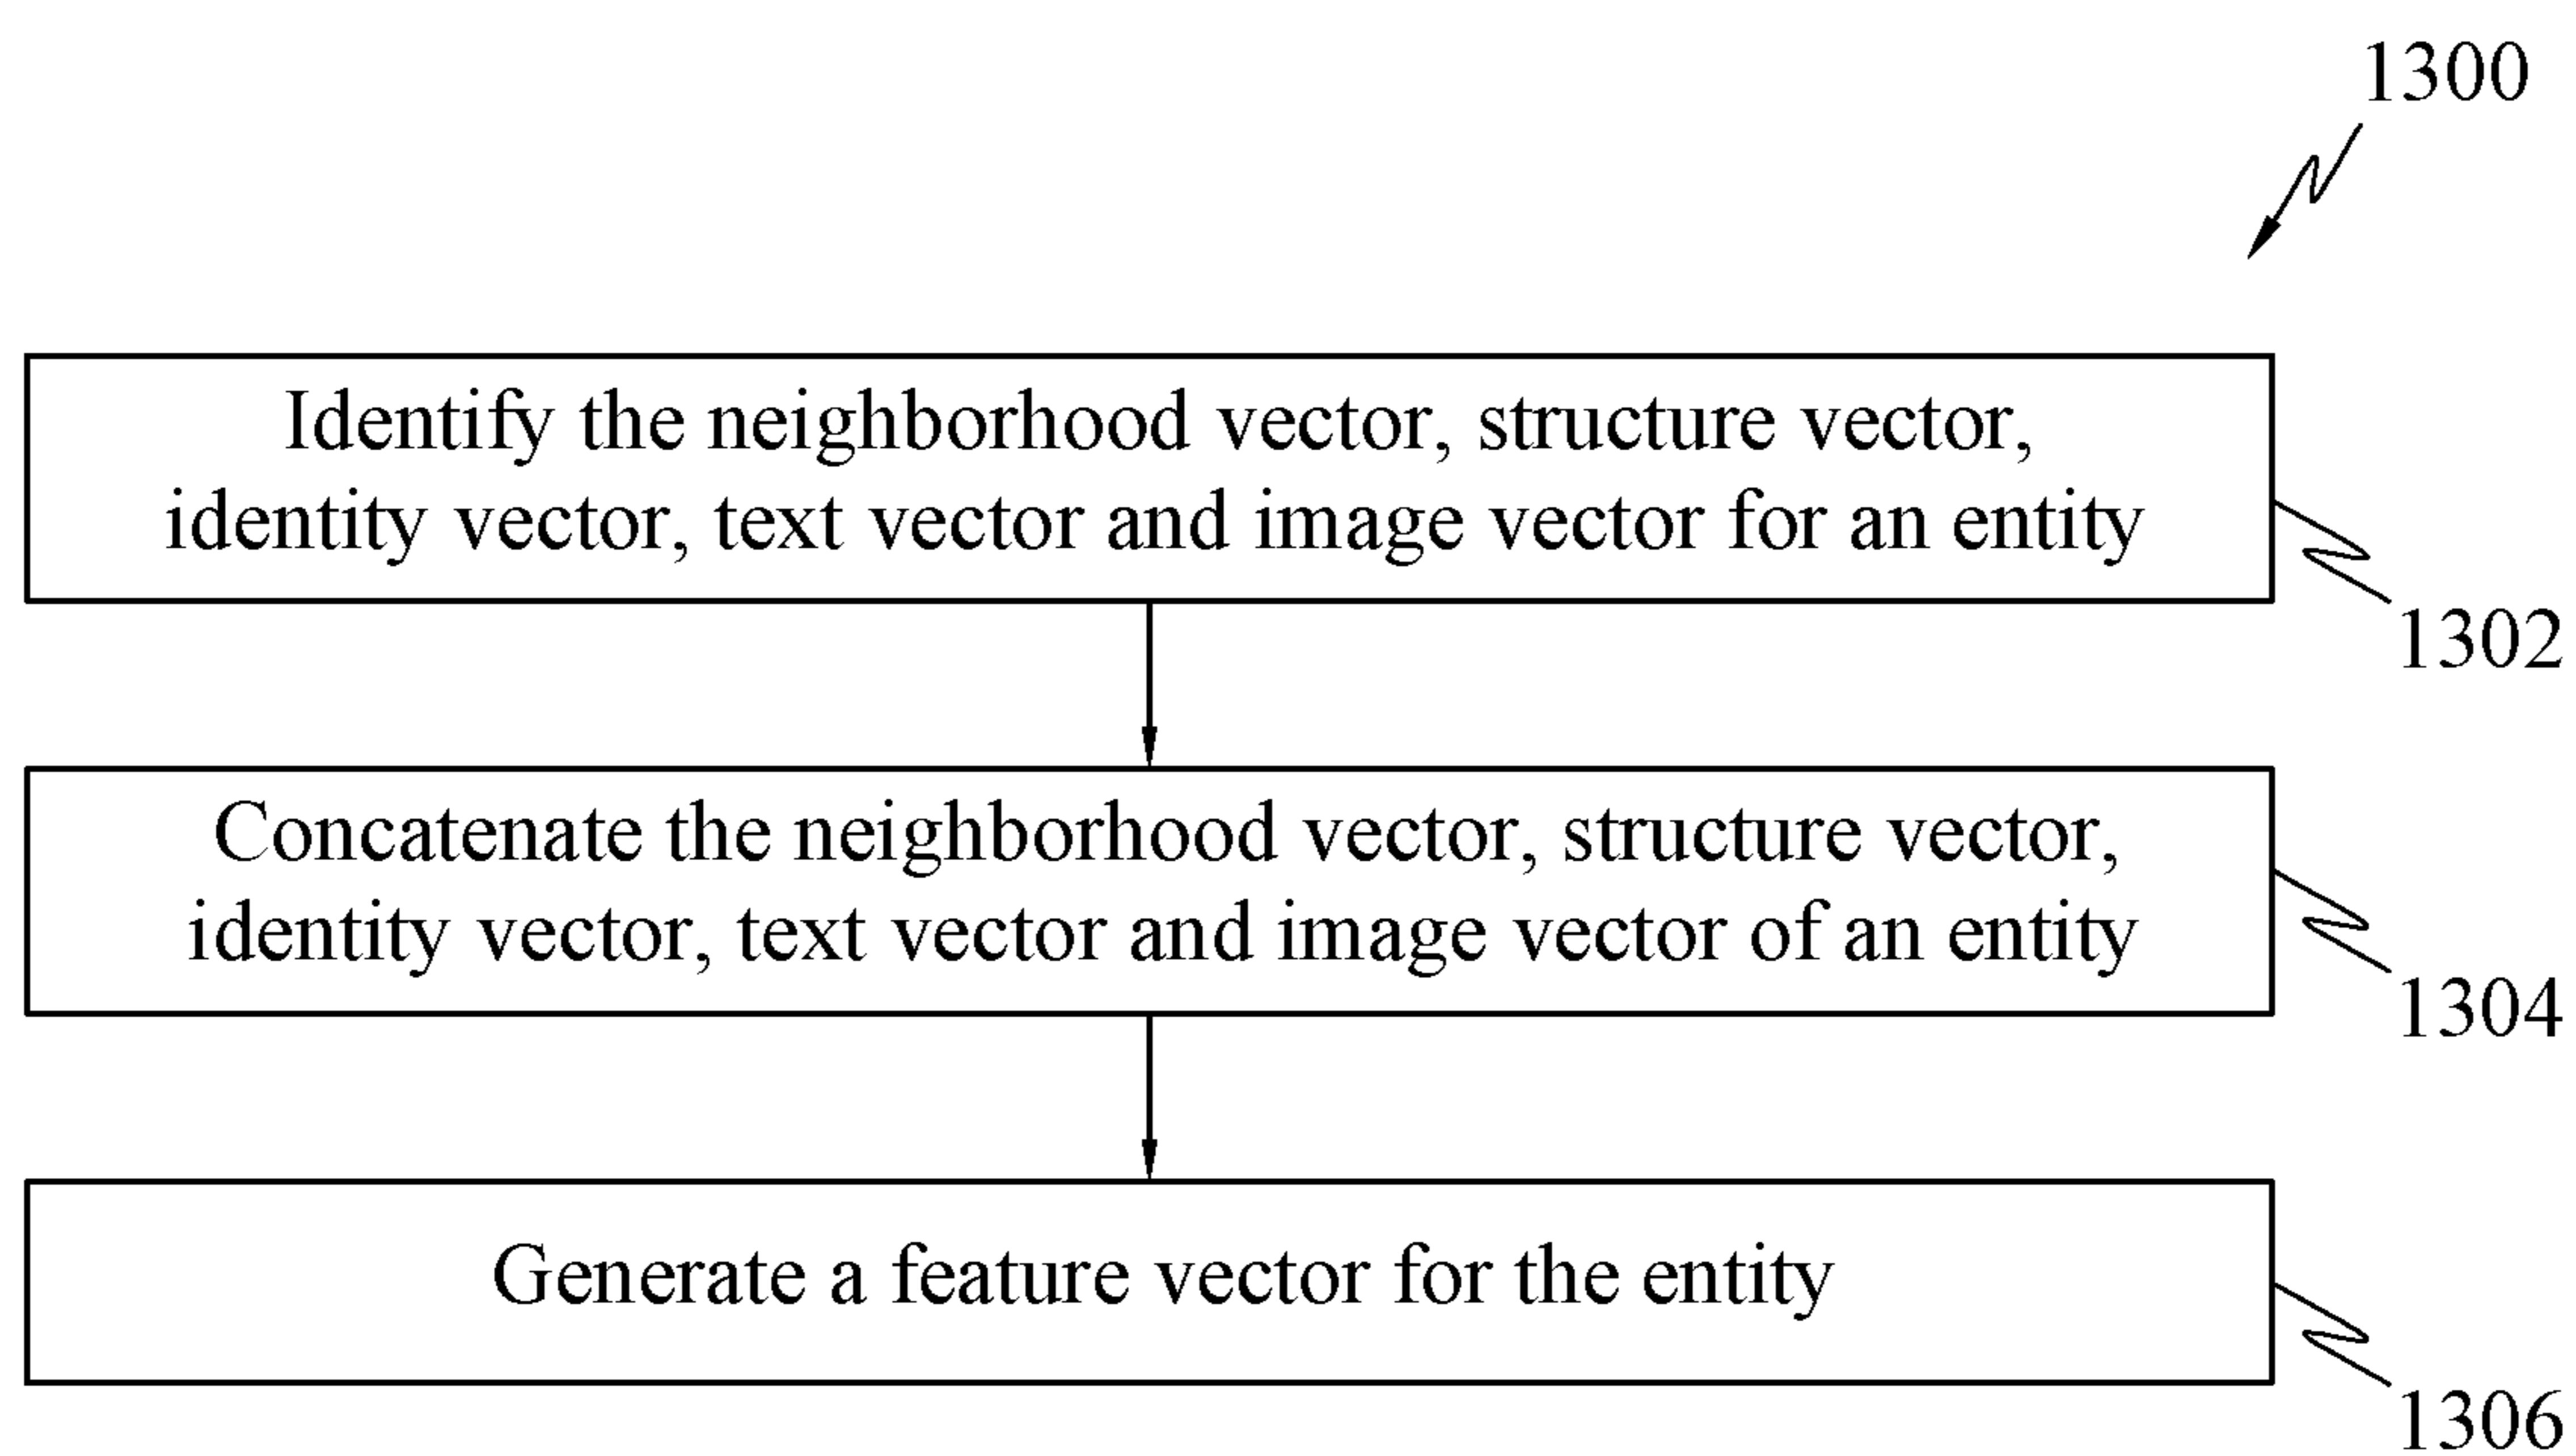 1300
Identify the neighborhood vector, structure vector,
identity vector, text vector and image vector for an entity
1302
Concatenate the neighborhood vector, structure vector,
identity vector, text vector and image vector of an entity
1304
Generate a feature vector for the entity
1306